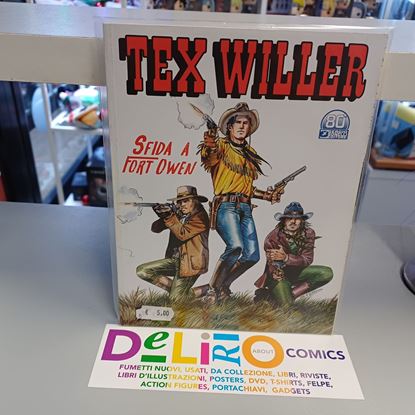 TEX WILLER
80
SFIDA A
FORT OWEN
€ 5,00
DeLiRIO ABOUT COMICS
FUMETTI NUOVI, USATI, DA COLLEZIONE, LIBRI, RIVISTE,
LIBRI D'ILLUSTRAZIONI, POSTERS, DVD, T-SHIRTS, FELPE,
ACTION FIGURES, PORTACHIAVI, GADGETS